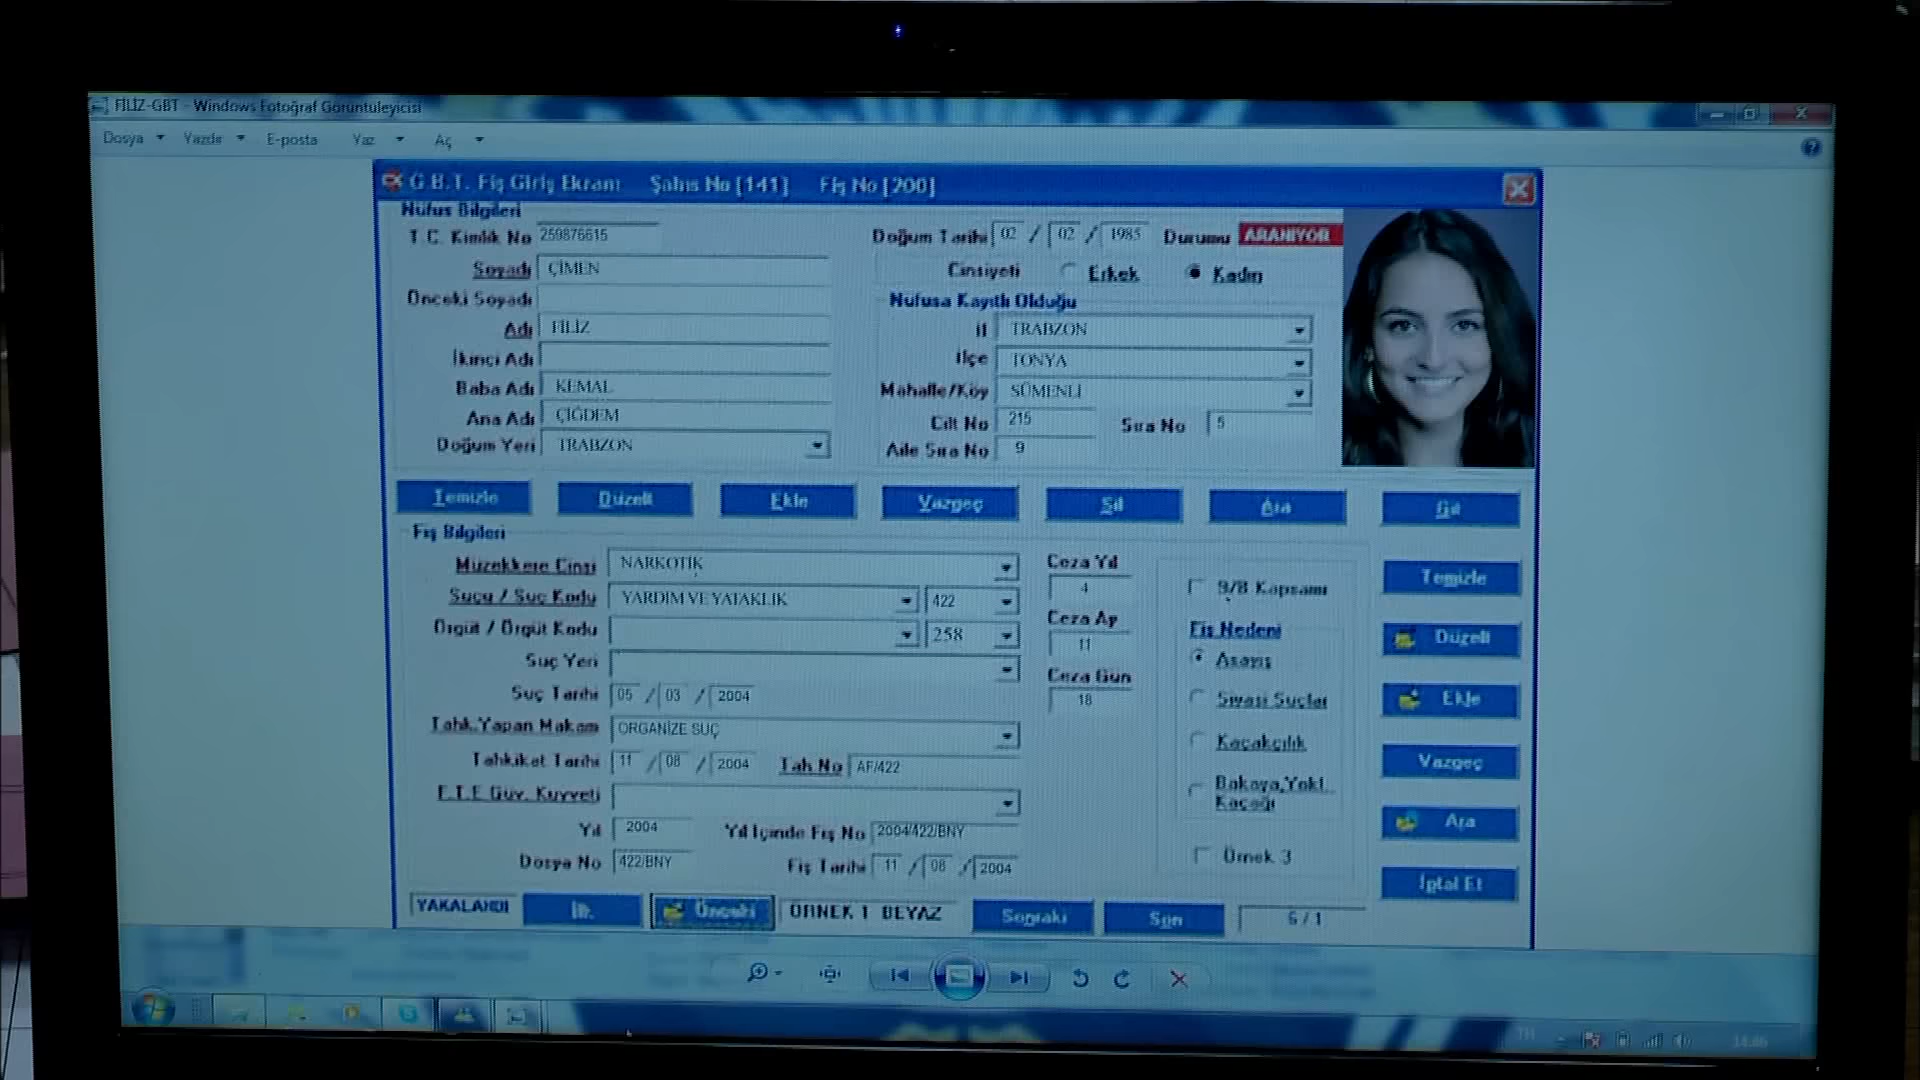 FİLİZ-GBT - Windows Fotoğraf Görüntüleyicisi
Dosya Yazdır E-posta Yaz Aç
G.B.T. Fiş Giriş Ekranı Şahıs No [141] Fiş No [200]
Nüfus Bilgileri
T.C. Kimlik No 259876615
Soyadı ÇİMEN
Önceki Soyadı
Adı FİLİZ
İkinci Adı
Baba Adı KEMAL
Ana Adı ÇİĞDEM
Doğum Yeri TRABZON
Doğum Tarihi 02 / 02 / 1985 Durumu ARANIYOR
Cinsiyeti Erkek Kadın
Nüfusa Kayıtlı Olduğu
İl TRABZON
İlçe TONYA
Mahalle/Köy SÜMENLİ
Cilt No 215 Sıra No 5
Aile Sıra No 9
Temizle Düzelt Ekle Vazgeç Sil Ara Git
Fiş Bilgileri
Müzekkere Cinsi NARKOTİK
Suçu / Suç Kodu YARDIM VE YATAKLIK 422
Örgüt / Örgüt Kodu 258
Suç Yeri
Suç Tarihi 05 / 03 / 2004
Tahk.Yapan Makam ORGANİZE SUÇ
Tahkikat Tarihi 11 / 08 / 2004 Tah.No AF/422
E.T.E Güv. Kuvveti
Yıl 2004 Yıl İçinde Fiş No 2004/422/BNY
Dosya No 422/BNY Fiş Tarihi 11 / 08 / 2004
Ceza Yıl
4
Ceza Ay
11
Ceza Gün
18
9/B Kapsamı
Fiş Nedeni
Asayiş
Siyasi Suçlar
Kaçakçılık
Bakaya,Yokl.
Kaçağı
Örnek 3
Temizle
Düzelt
Ekle
Vazgeç
Ara
İptal Et
YAKALANDI İlk Önceki ÖRNEK 1 BEYAZ Sonraki Son 6 / 1
TR